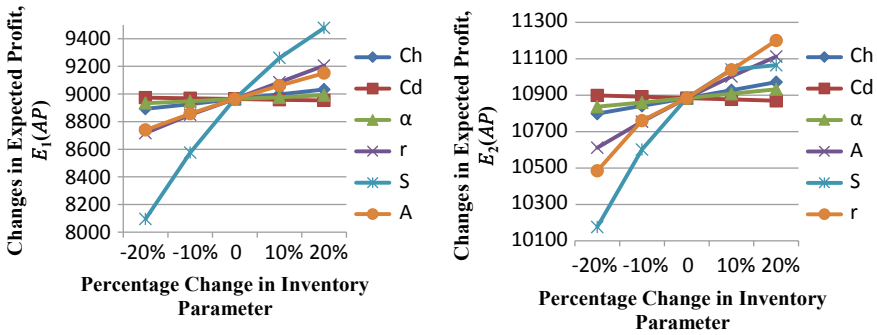 Changes in Expected Profit,
E₁(AP)
9400
9200
9000
8800
8600
8400
8200
8000
-20% -10% 0 10% 20%
Percentage Change in Inventory
Parameter
Ch
Cd
α
r
S
A
Changes in Expected Profit,
E₂(AP)
11300
11100
10900
10700
10500
10300
10100
-20% -10% 0 10% 20%
Percentage Change in Inventory
Parameter
Ch
Cd
α
A
S
r